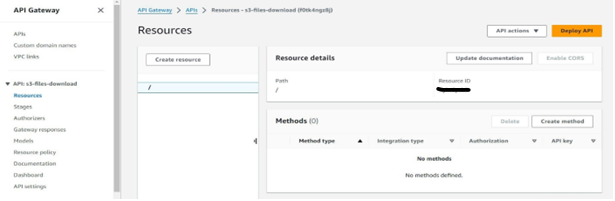 API Gateway
APIs
Custom domain names
VPC links
API: s3-files-download
Resources
Stages
Authorizers
Gateway responses
Models
Resource policy
Documentation
Dashboard
API settings
API Gateway > APIs > Resources - s3-files-download
Resources
API actions
Deploy API
Create resource
/
Resource details
Update documentation
Enable CORS
Path
/
Resource ID
Methods (0)
Delete
Create method
Method type
Integration type
Authorization
API key
No methods
No methods defined.